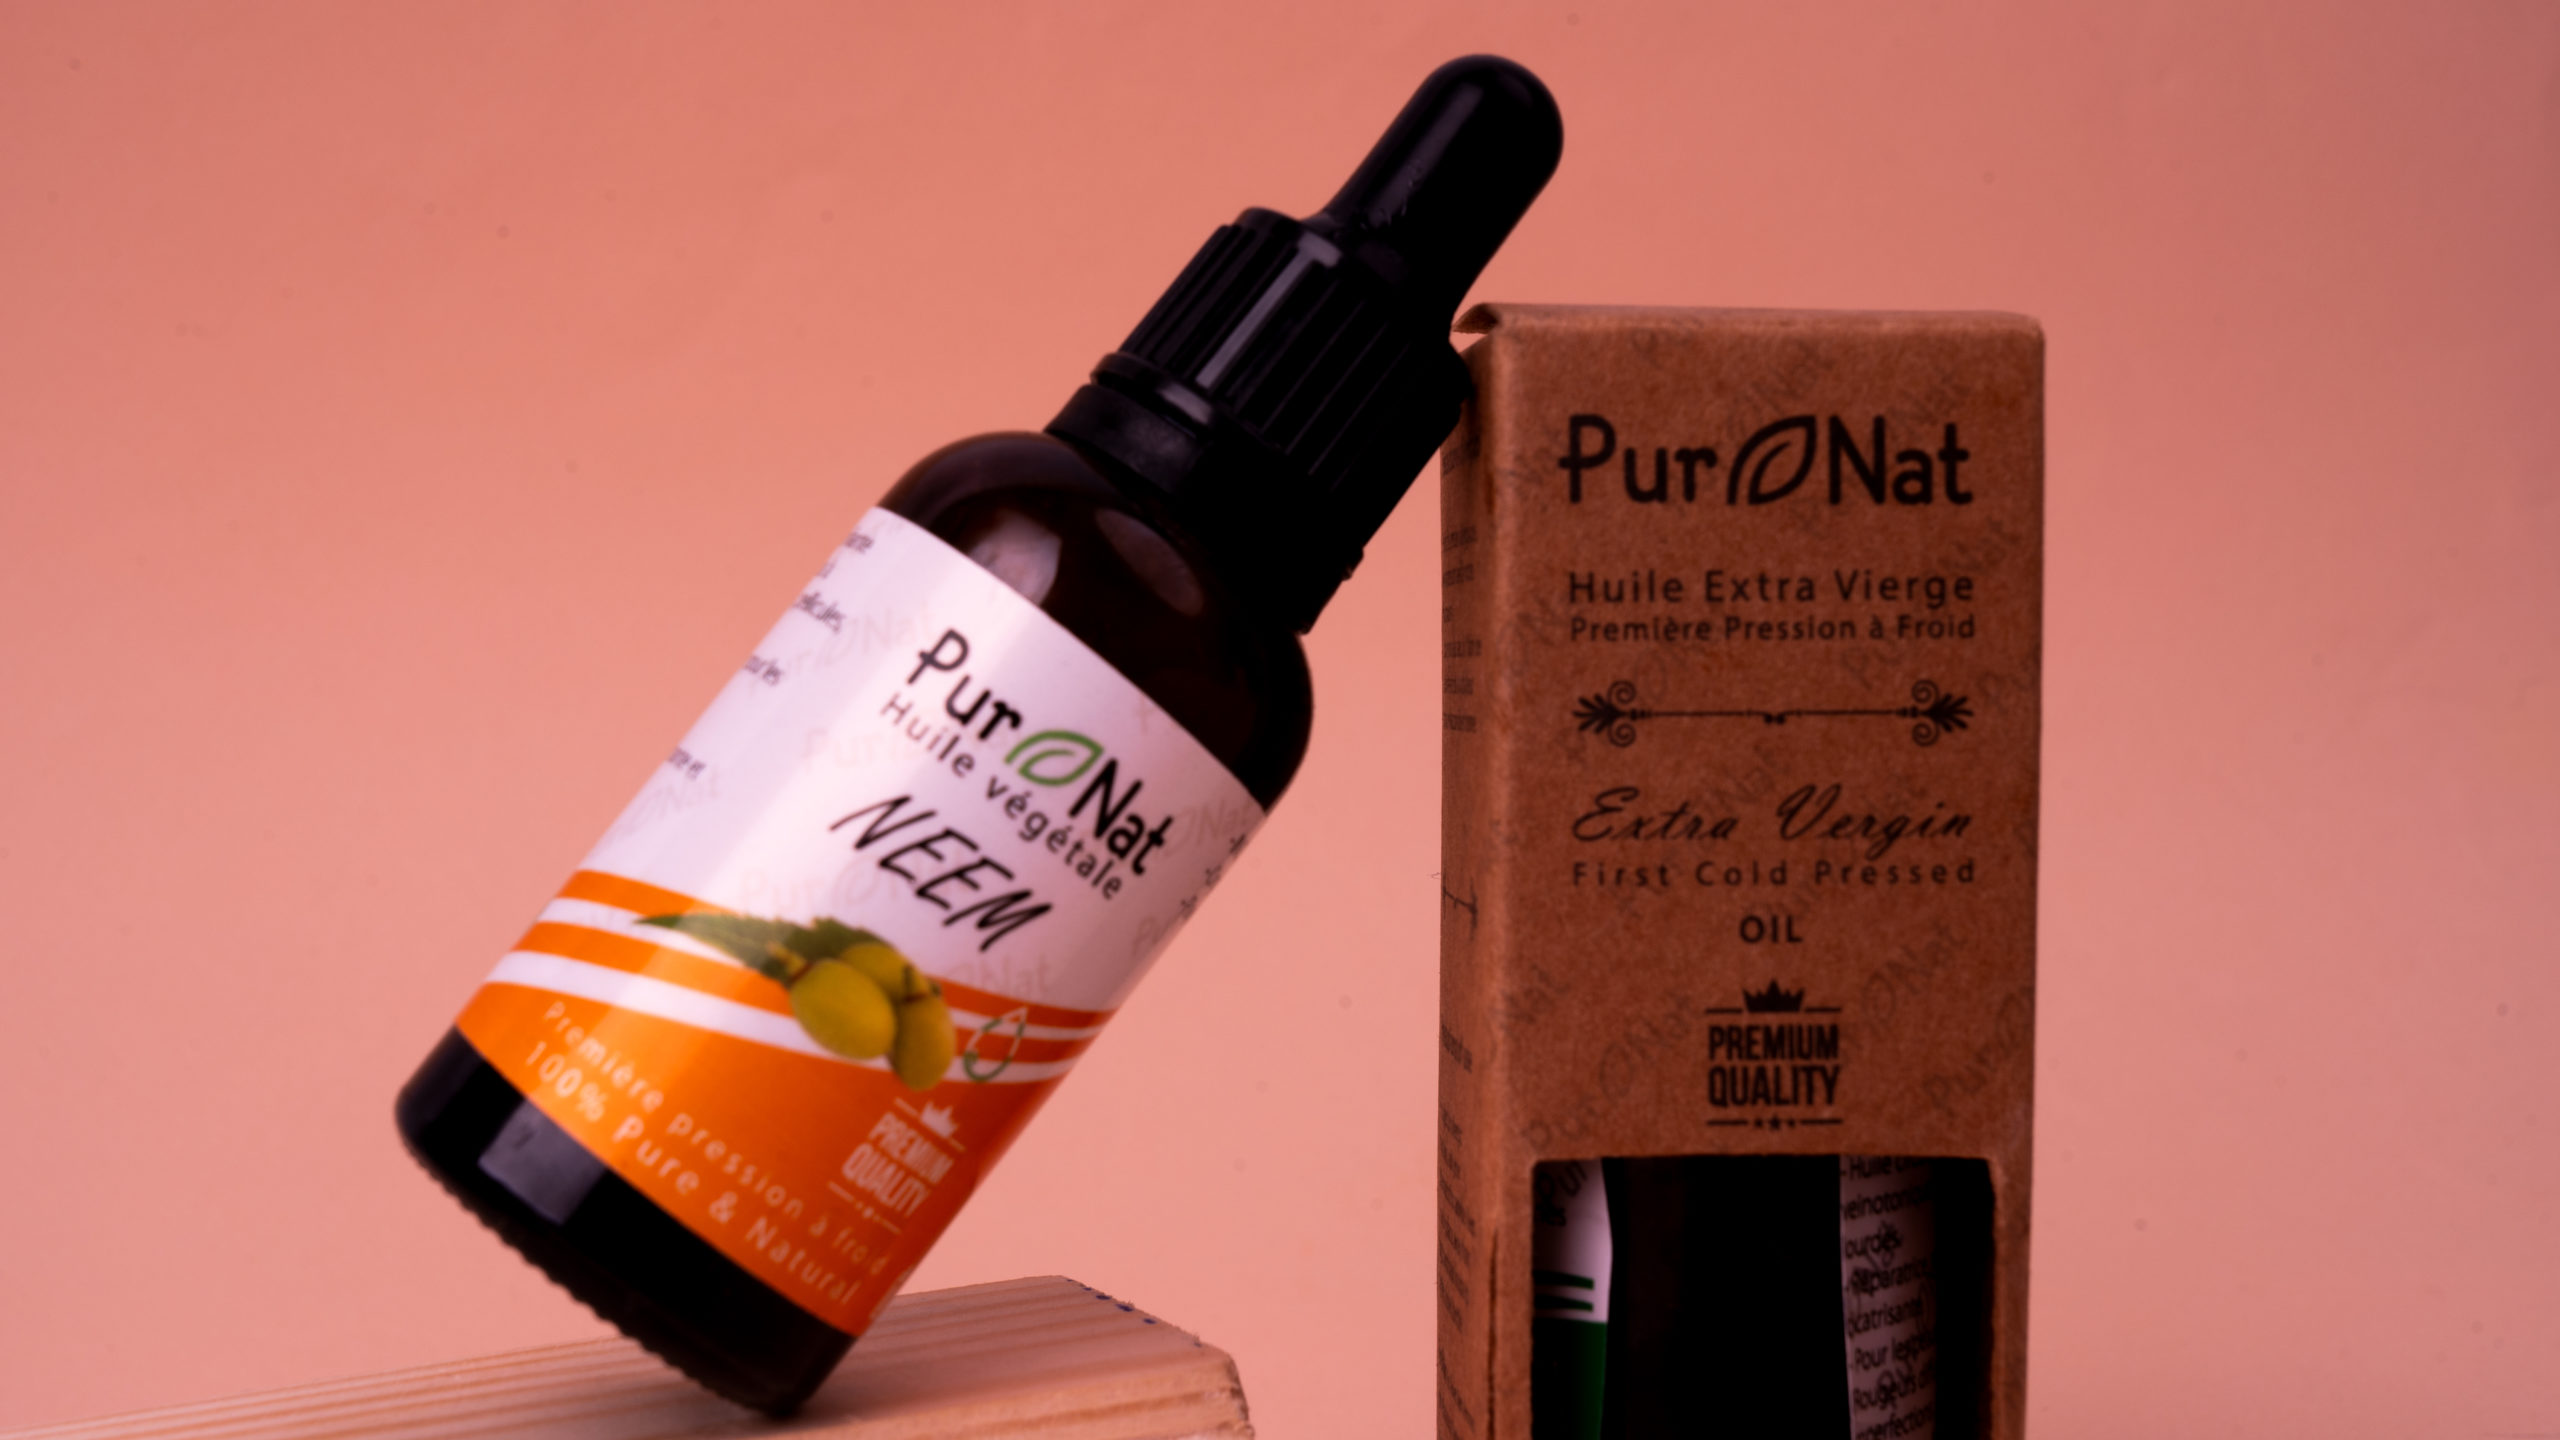 Pur Nat
Huile végétale
NEEM
Première pression à froid
100% Pure & Natural
PREMIUM
QUALITY
Pur Nat
Huile Extra Vierge
Première Pression à Froid
Extra Vergin
First Cold Pressed
OIL
PREMIUM
QUALITY